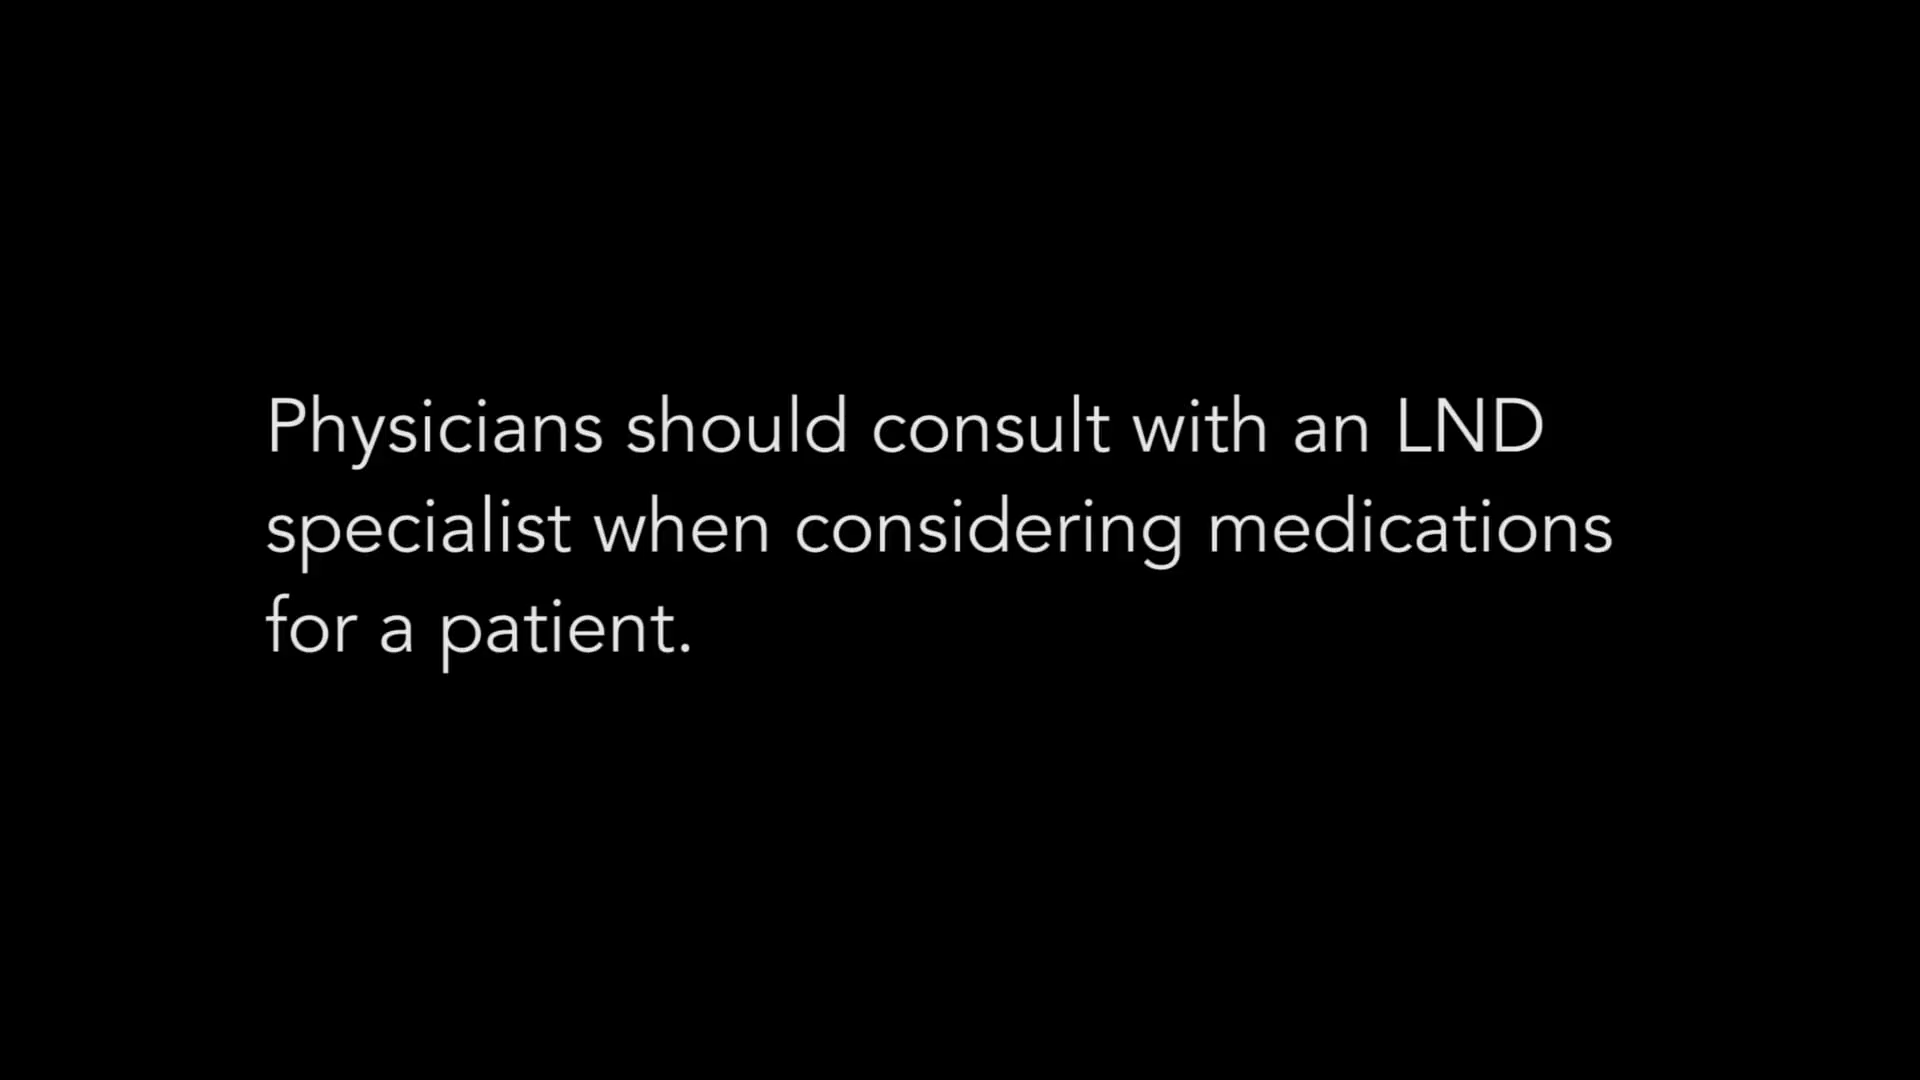 Physicians should consult with an LND
specialist when considering medications
for a patient.